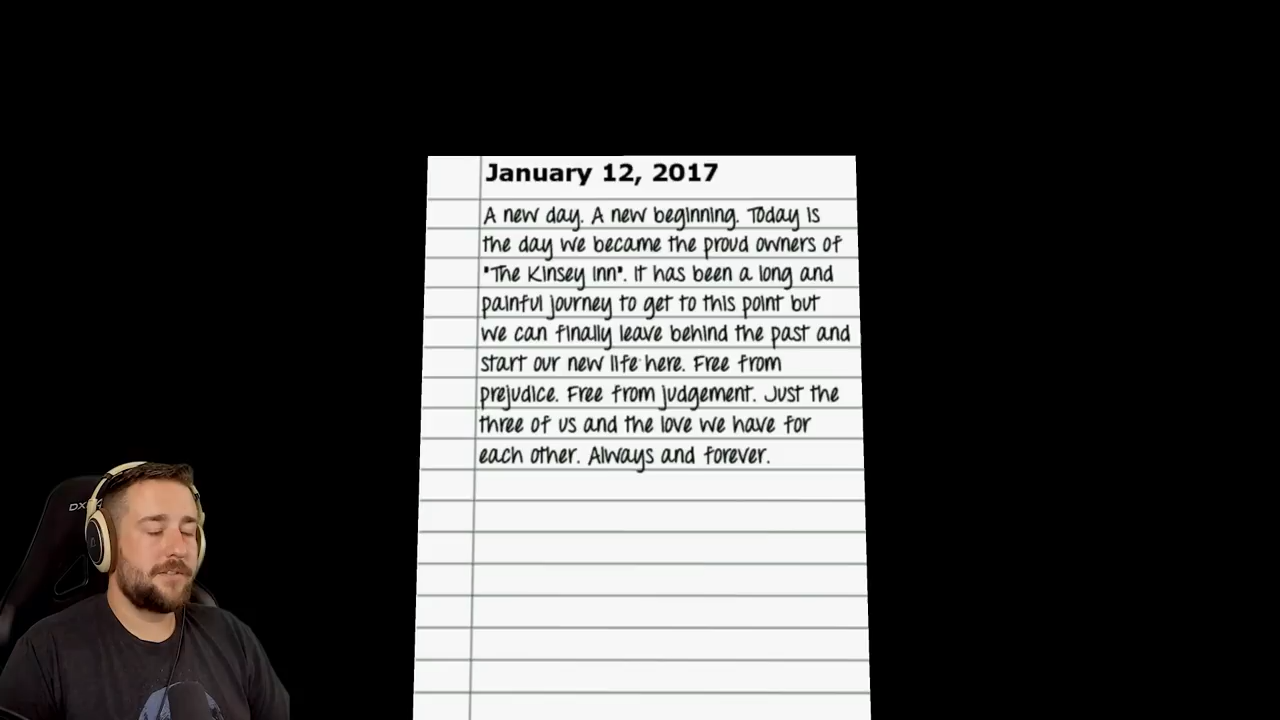 January 12, 2017
A new day. A new beginning. Today is
the day we became the proud owners of
"The Kinsey Inn". It has been a long and
painful journey to get to this point but
we can finally leave behind the past and
start our new life here. Free from
prejudice. Free from judgement. Just the
three of us and the love we have for
each other. Always and forever.